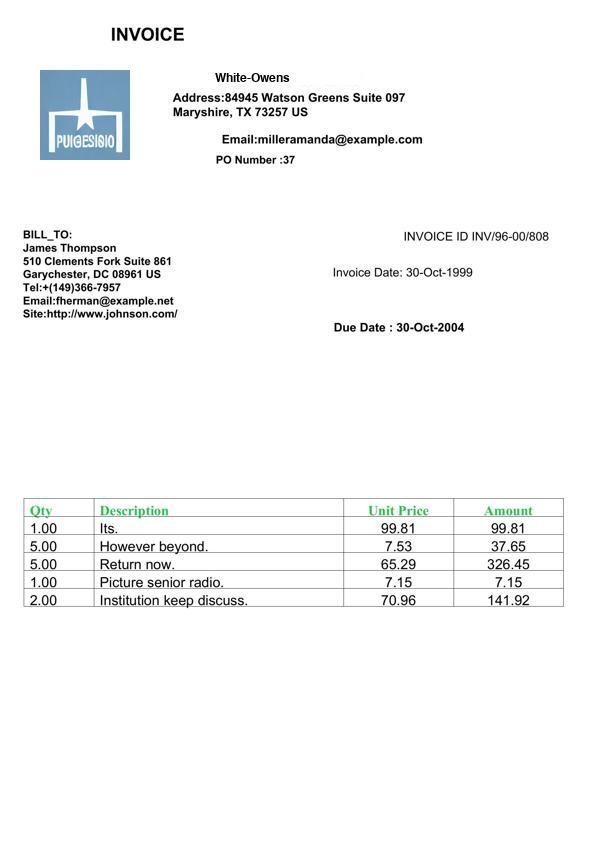 INVOICE
PUIGESISIO
White-Owens
Address:84945 Watson Greens Suite 097
Maryshire, TX 73257 US
Email:milleramanda@example.com
PO Number :37
BILL_TO:
James Thompson
510 Clements Fork Suite 861
Garychester, DC 08961 US
Tel:+(149)366-7957
Email:fherman@example.net
Site:http://www.johnson.com/
INVOICE ID INV/96-00/808
Invoice Date: 30-Oct-1999
Due Date : 30-Oct-2004
Qty Description Unit Price Amount
1.00 Its. 99.81 99.81
5.00 However beyond. 7.53 37.65
5.00 Return now. 65.29 326.45
1.00 Picture senior radio. 7.15 7.15
2.00 Institution keep discuss. 70.96 141.92